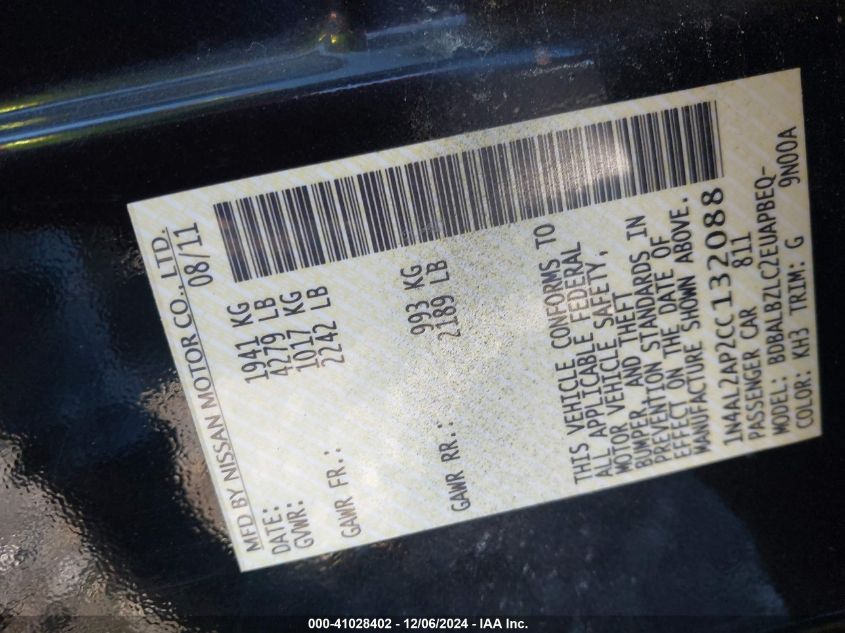 MFD BY NISSAN MOTOR CO., LTD.
DATE: 08/11
GVWR: 1941 KG
4279 LB
GAWR FR.: 1017 KG
2242 LB
GAWR RR.: 993 KG
2189 LB
THIS VEHICLE CONFORMS TO
ALL APPLICABLE FEDERAL
MOTOR VEHICLE SAFETY,
BUMPER, AND THEFT
PREVENTION STANDARDS IN
EFFECT ON THE DATE OF
MANUFACTURE SHOWN ABOVE.
1N4AL2AP2CC132088
PASSENGER CAR 811
MODEL: BDBALBZLCZEUAPBEQ-
COLOR: KH3 TRIM: G 9N00A
000-41028402 - 12/06/2024 - IAA Inc.